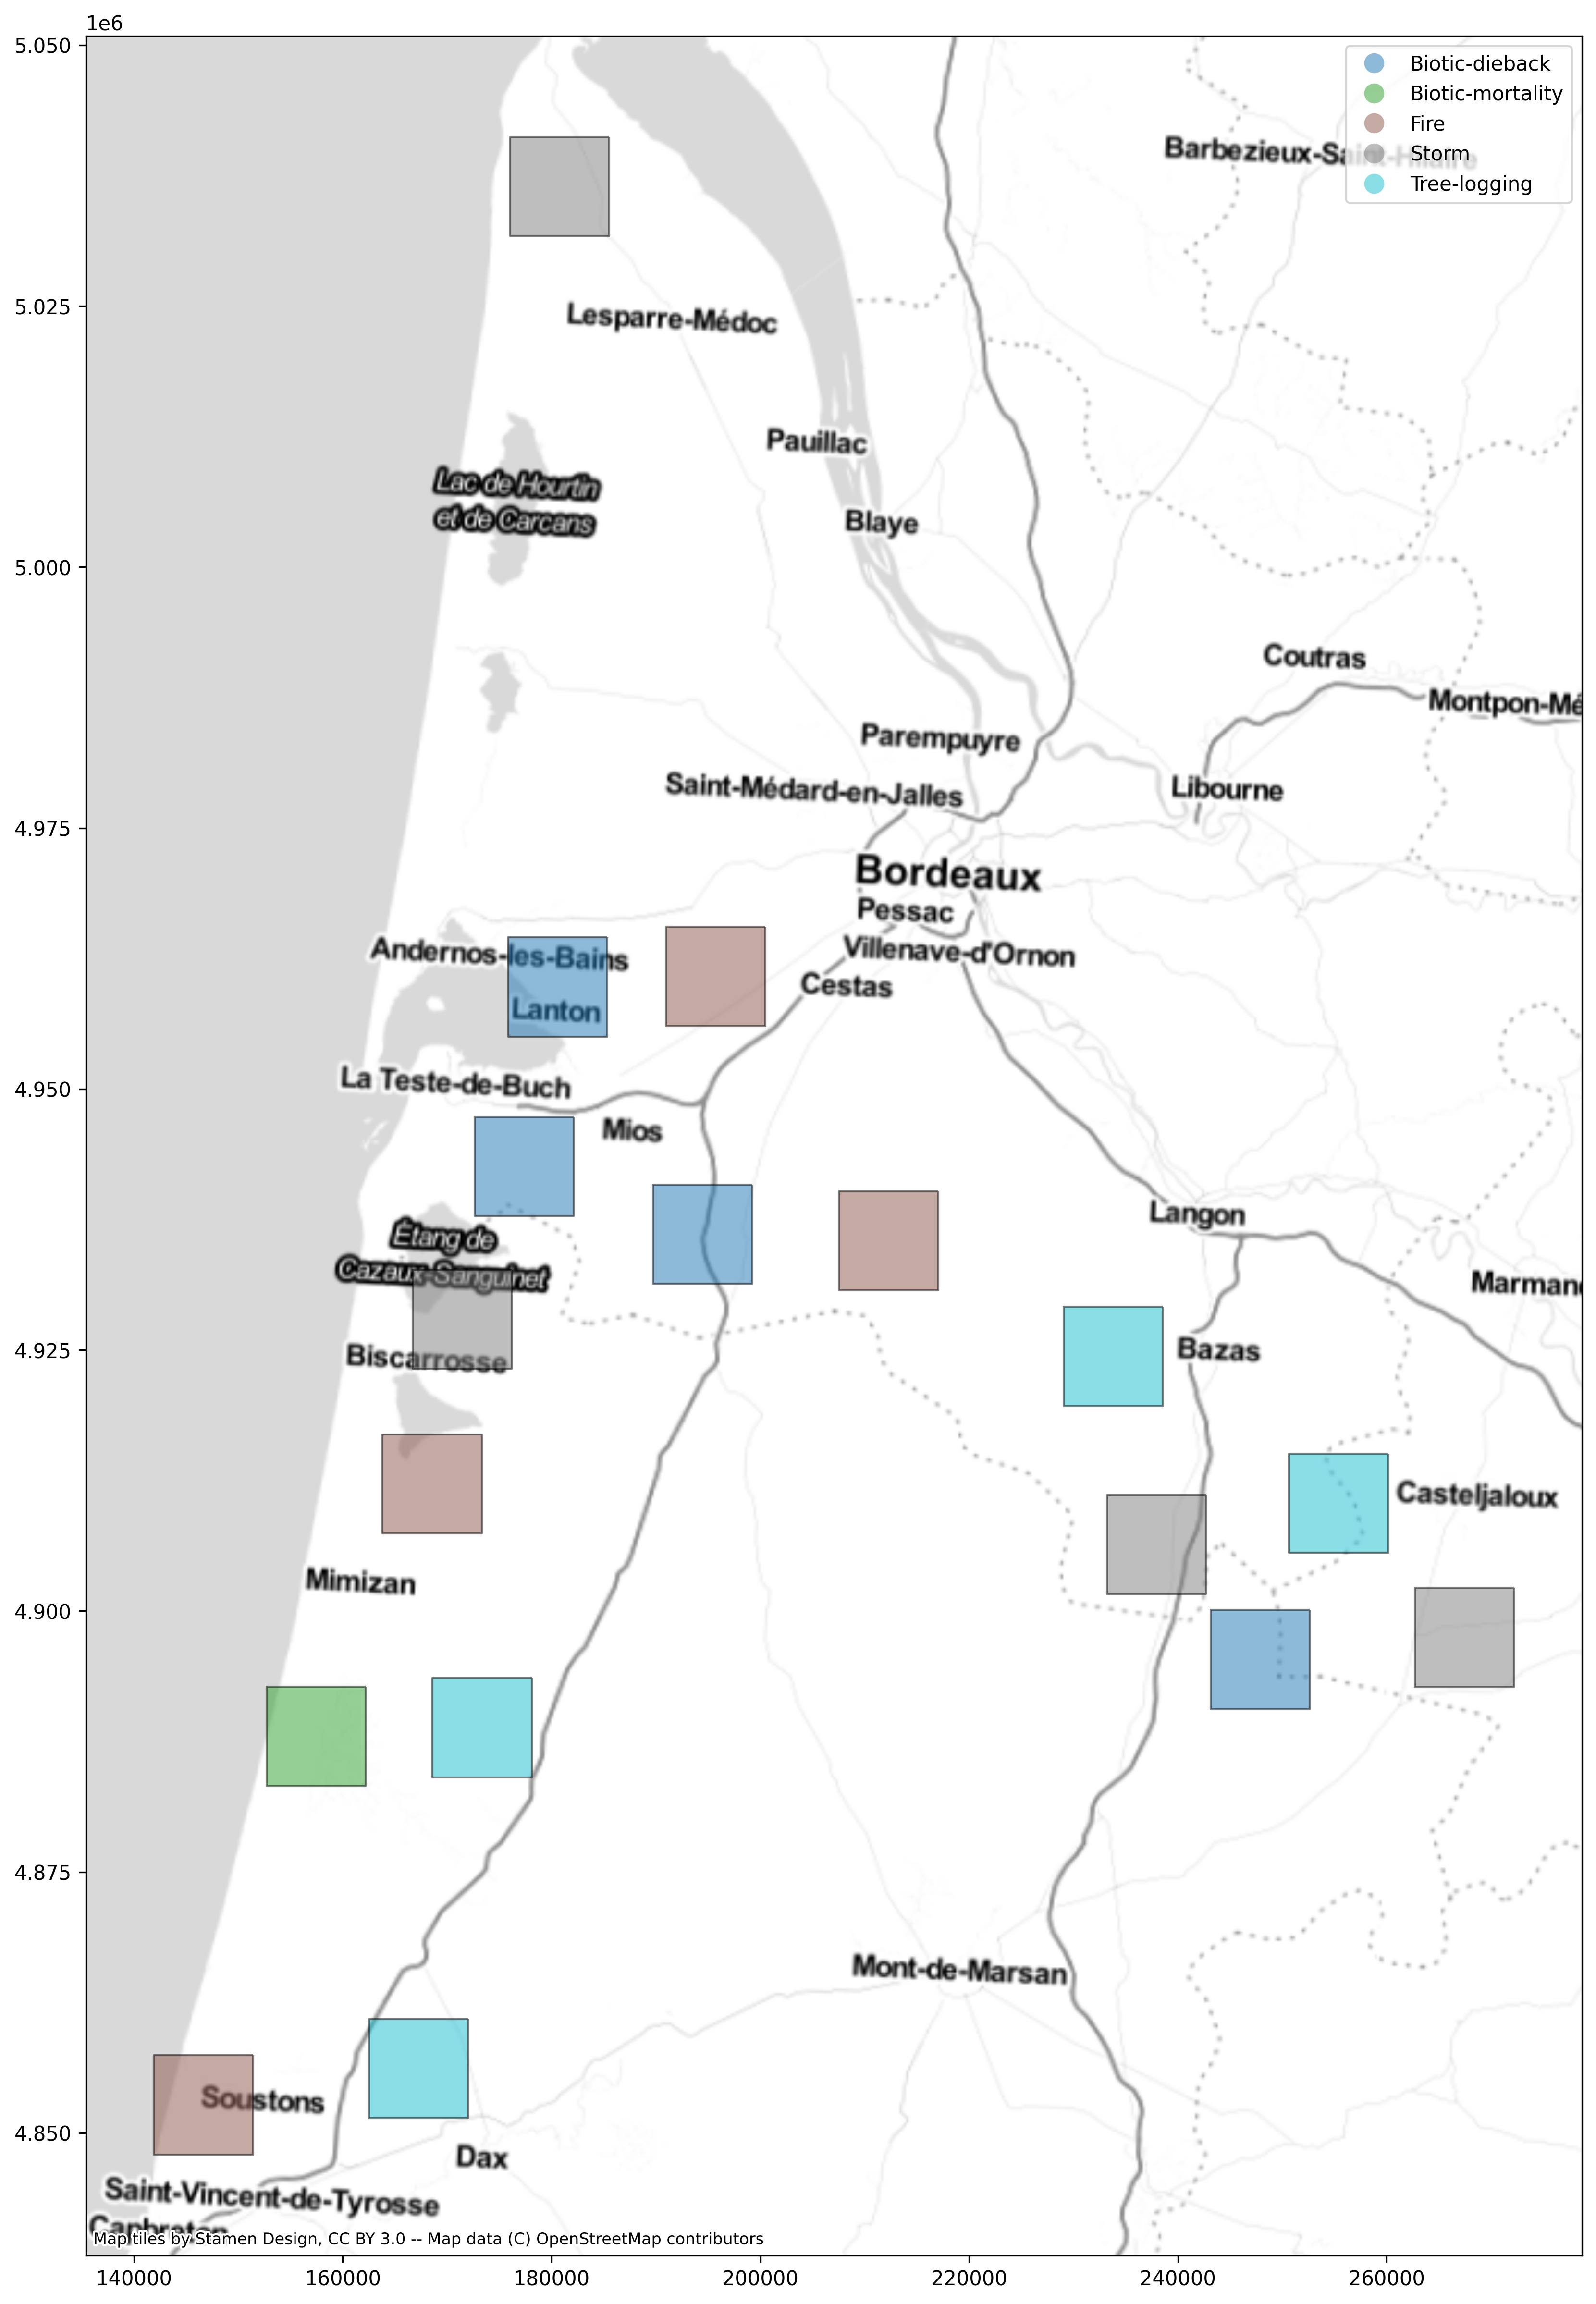 1e6
5.050
Biotic-dieback
Biotic-mortality
Fire
Storm
Tree-logging
Barbezieux-Saint-Hilaire
5.025
Lesparre-Médoc
Pauillac
Lac de Hourtin
et de Carcans
Blaye
5.000
Coutras
Montpon-Mé
Parempuyre
Saint-Médard-en-Jalles
Libourne
4.975
Bordeaux
Pessac
Andernos-les-Bains
Villenave-d'Ornon
Cestas
Lanton
4.950
La Teste-de-Buch
Mios
Langon
Étang de
Cazaux-Sanguinet
Marmand
4.925
Biscarrosse
Bazas
Casteljaloux
Mimizan
4.900
4.875
Mont-de-Marsan
Soustons
4.850
Dax
Saint-Vincent-de-Tyrosse
Capbreton
Map tiles by Stamen Design, CC BY 3.0 -- Map data (C) OpenStreetMap contributors
140000 160000 180000 200000 220000 240000 260000